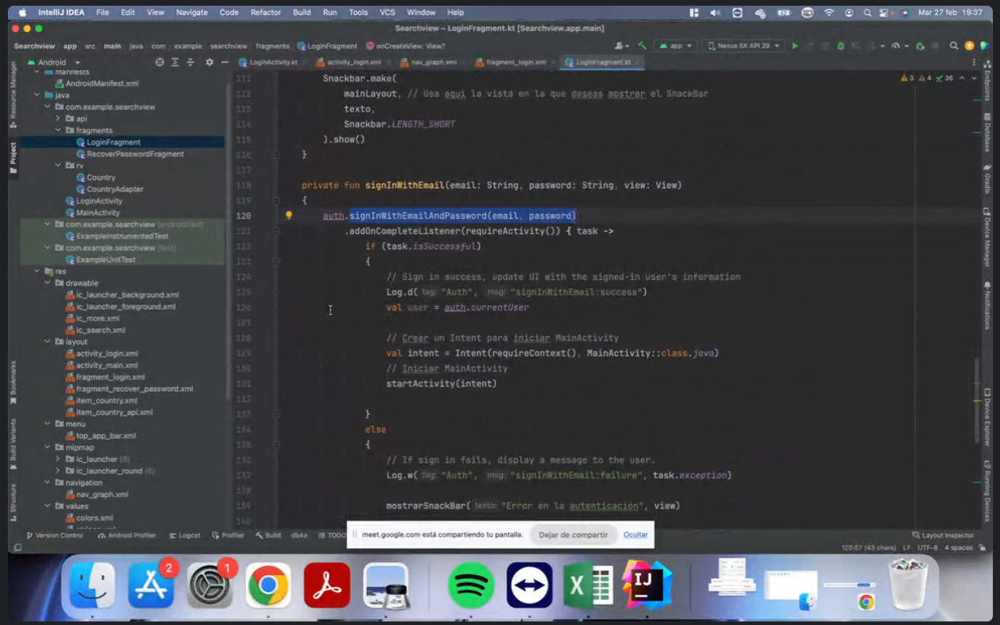 IntelliJ IDEA File Edit View Navigate Code Refactor Build Run Tools VCS Window Help Mar 27 feb 19:37
Searchview – LoginFragment.kt [Searchview.app.main]
Searchview app src main java com example searchview fragments LoginFragment onCreateView: View? app Nexus 5X API 29
Android LoginActivity.kt activity_login.xml nav_graph.xml fragment_login.xml LoginFragment.kt
Resource Manager
Project
Bookmarks
Build Variants
Structure
manifests
AndroidManifest.xml
java
com.example.searchview
api
fragments
LoginFragment
RecoverPasswordFragment
rv
Country
CountryAdapter
LoginActivity
MainActivity
com.example.searchview (androidTest)
ExampleInstrumentedTest
com.example.searchview (test)
ExampleUnitTest
res
drawable
ic_launcher_background.xml
ic_launcher_foreground.xml
ic_more.xml
ic_search.xml
layout
activity_login.xml
activity_main.xml
fragment_login.xml
fragment_recover_password.xml
item_country.xml
item_country_api.xml
menu
top_app_bar.xml
mipmap
ic_launcher (6)
ic_launcher_round (6)
navigation
nav_graph.xml
values
colors.xml
3 4 36
111 Snackbar.make(
112 mainLayout, // Usa aquí la vista en la que deseas mostrar el SnackBar
113 texto,
114 Snackbar.LENGTH_SHORT
115 ).show()
116 }
117
118 private fun signInWithEmail(email: String, password: String, view: View)
119 {
120 auth.signInWithEmailAndPassword(email, password)
121 .addOnCompleteListener(requireActivity()) { task ->
122 if (task.isSuccessful)
123 {
124 // Sign in success, update UI with the signed-in user's information
125 Log.d( tag: "Auth", msg: "signInWithEmail:success")
126 val user = auth.currentUser
127
128 // Crear un Intent para iniciar MainActivity
129 val intent = Intent(requireContext(), MainActivity::class.java)
130 // Iniciar MainActivity
131 startActivity(intent)
132
133 }
134 else
135 {
136 // If sign in fails, display a message to the user.
137 Log.w( tag: "Auth", msg: "signInWithEmail:failure", task.exception)
138
139 mostrarSnackBar( texto: "Error en la autenticación", view)
140
Endpoints
Database
Gradle
Device Manager
Notifications
Device Explorer
Running Devices
Version Control Android Profiler Logcat Profiler Build db4o TODO Layout Inspector
meet.google.com está compartiendo tu pantalla. Dejar de compartir Ocultar
120:57 (43 chars) LF UTF-8 4 spaces
2
1
X
IJ